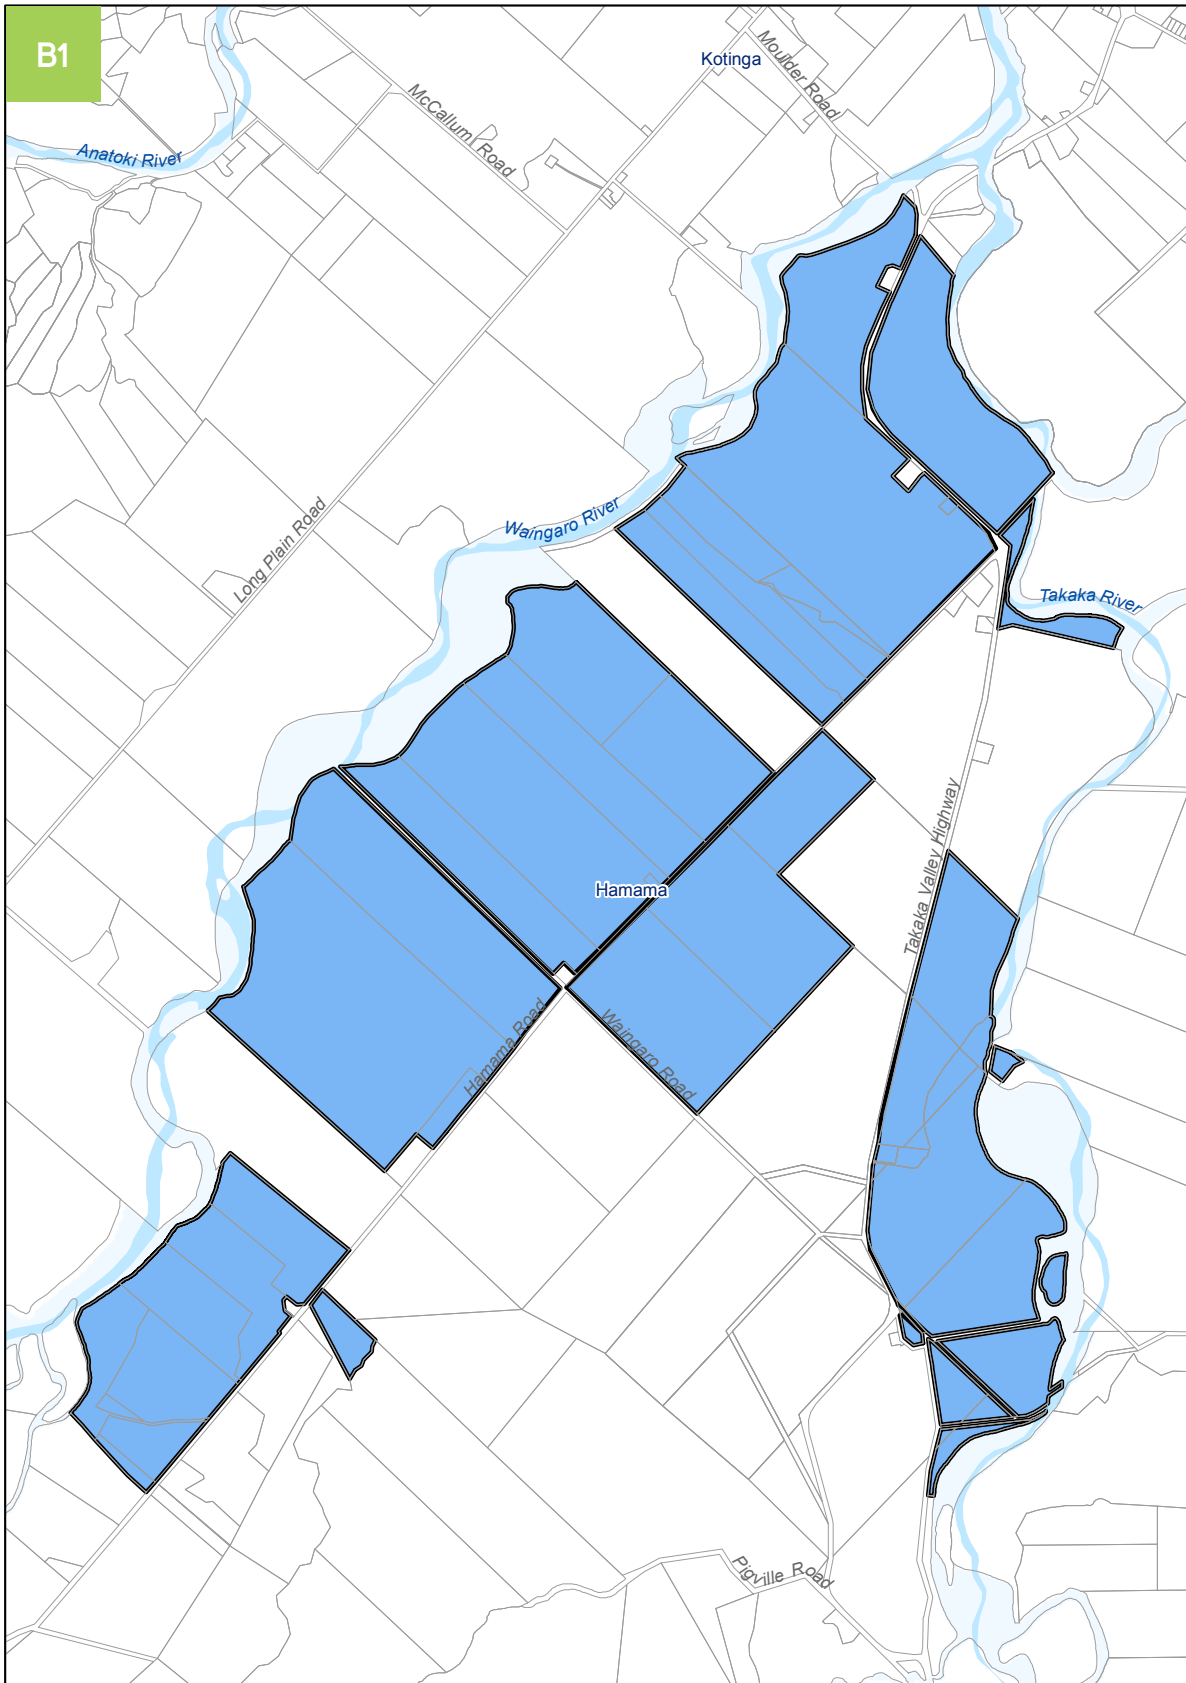 B1
Kotinga
Moulder Road
McCallum Road
Anatoki River
Long Plain Road
Waingaro River
Takaka River
Takaka Valley Highway
Hamama
Hamama Road
Waingaro Road
Pigville Road